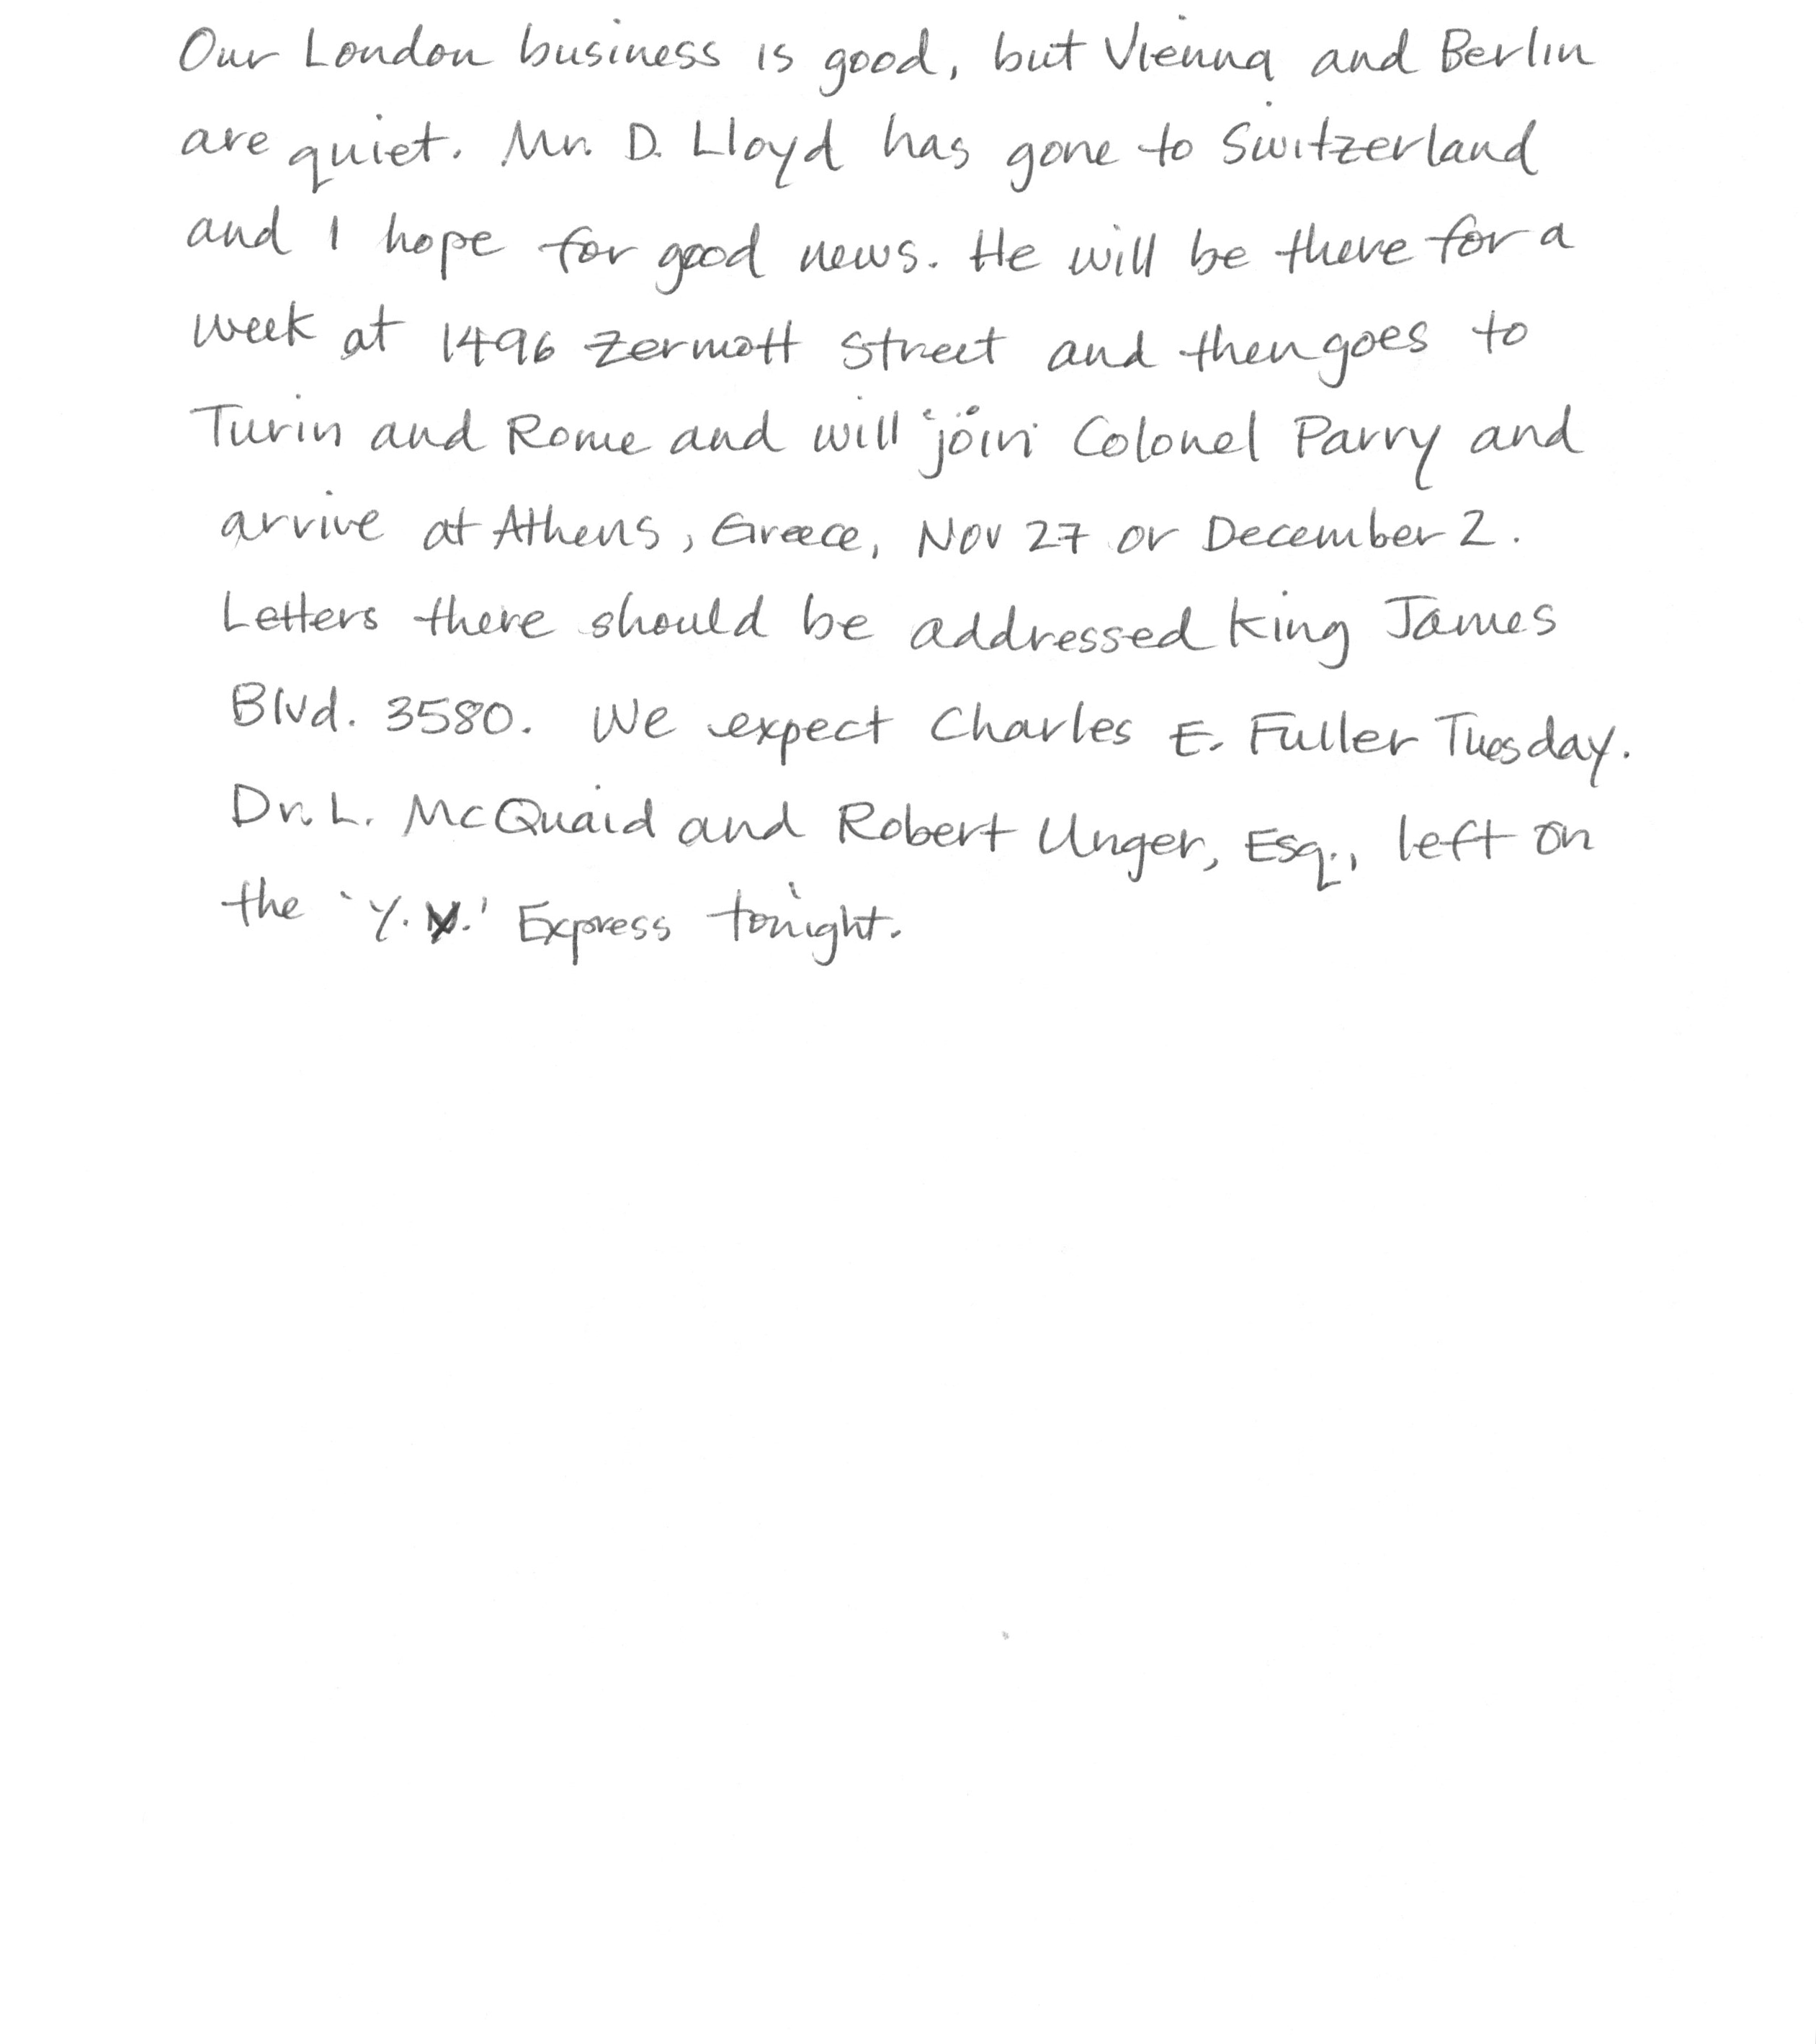 Our London business is good, but Vienna and Berlin
are quiet. Mr. D. Lloyd has gone to Switzerland
and I hope for good news. He will be there for a
week at 1496 Zermott Street and then goes to
Turin and Rome and will join Colonel Parry and
arrive at Athens, Greece, Nov 27 or December 2.
Letters there should be addressed King James
Blvd. 3580. We expect Charles E. Fuller Tuesday.
Dr. L. McQuaid and Robert Unger, Esq., left on
the 'Y. .' Express tonight.